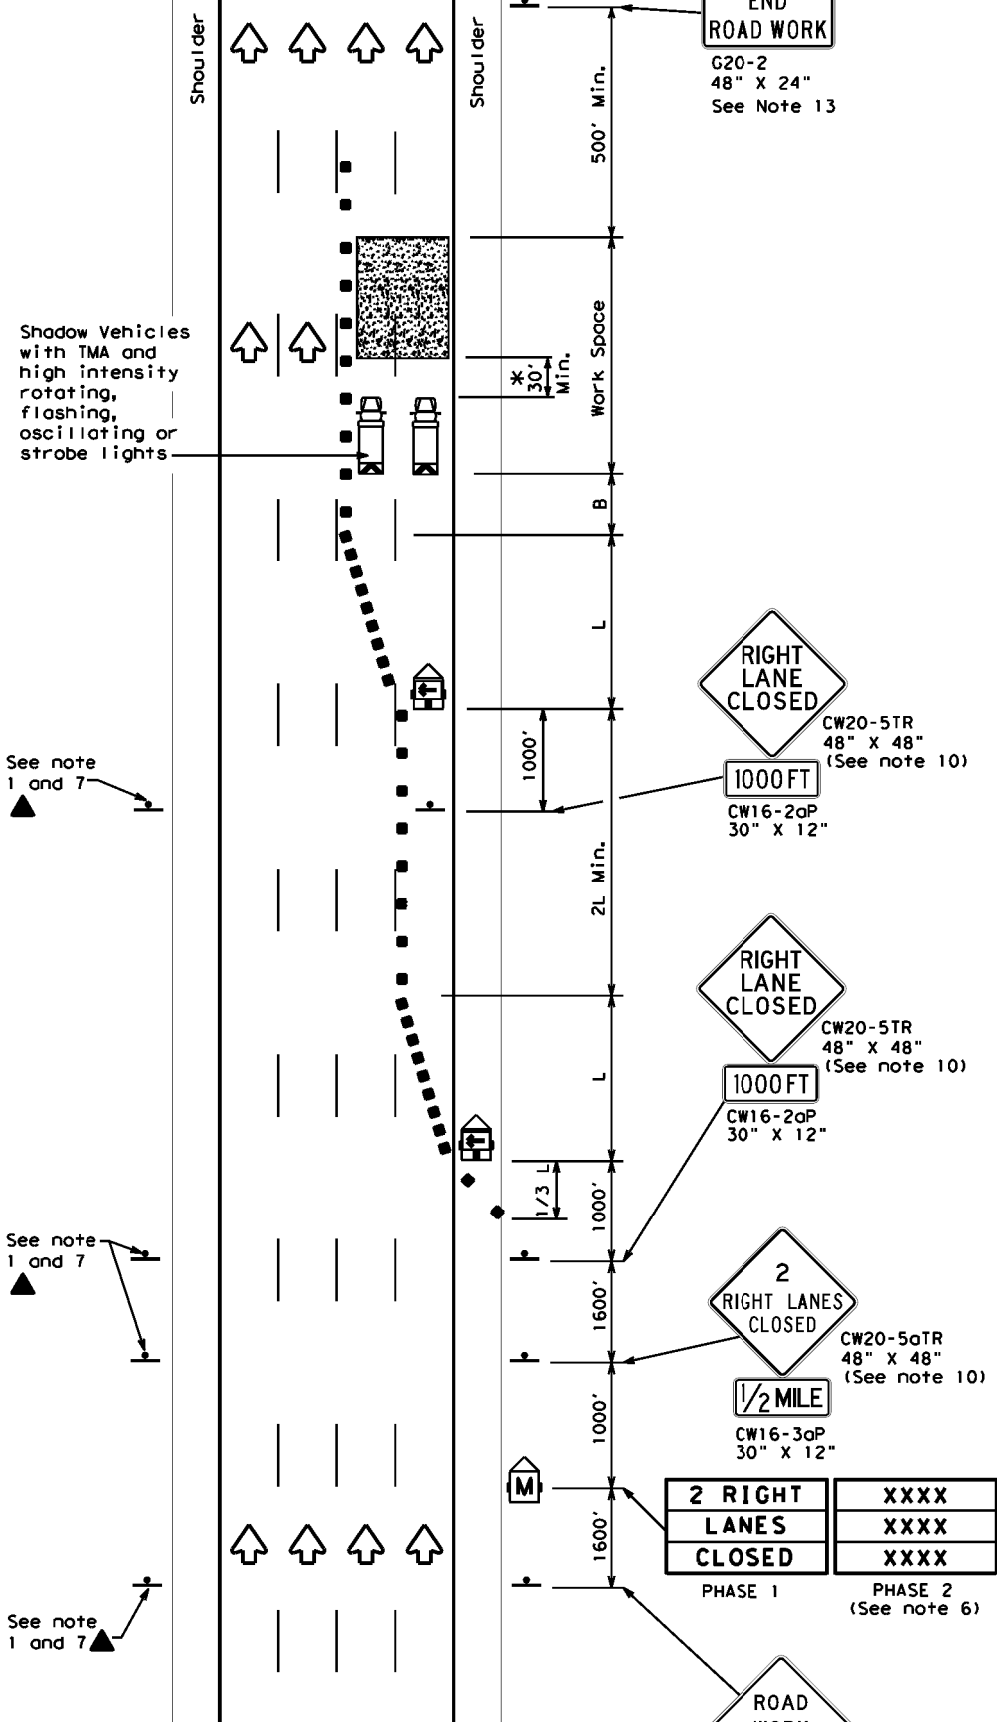 END
ROAD WORK
G20-2
48" X 24"
See Note 13
Shoulder
Shoulder
500' Min.
Shadow Vehicles
with TMA and
high intensity
rotating,
flashing,
oscillating or
strobe lights
* 30'
Min.
Work Space
B
L
RIGHT
LANE
CLOSED
CW20-5TR
48" X 48"
(See note 10)
1000 FT
CW16-2aP
30" X 12"
See note
1 and 7
1000'
2L Min.
RIGHT
LANE
CLOSED
CW20-5TR
48" X 48"
(See note 10)
1000 FT
CW16-2aP
30" X 12"
L
1/3 L
1000'
See note
1 and 7
1600'
2
RIGHT LANES
CLOSED
CW20-5aTR
48" X 48"
(See note 10)
1/2 MILE
CW16-3aP
30" X 12"
1000'
M
2 RIGHT
LANES
CLOSED
PHASE 1
XXXX
XXXX
XXXX
PHASE 2
(See note 6)
1600'
See note
1 and 7
ROAD